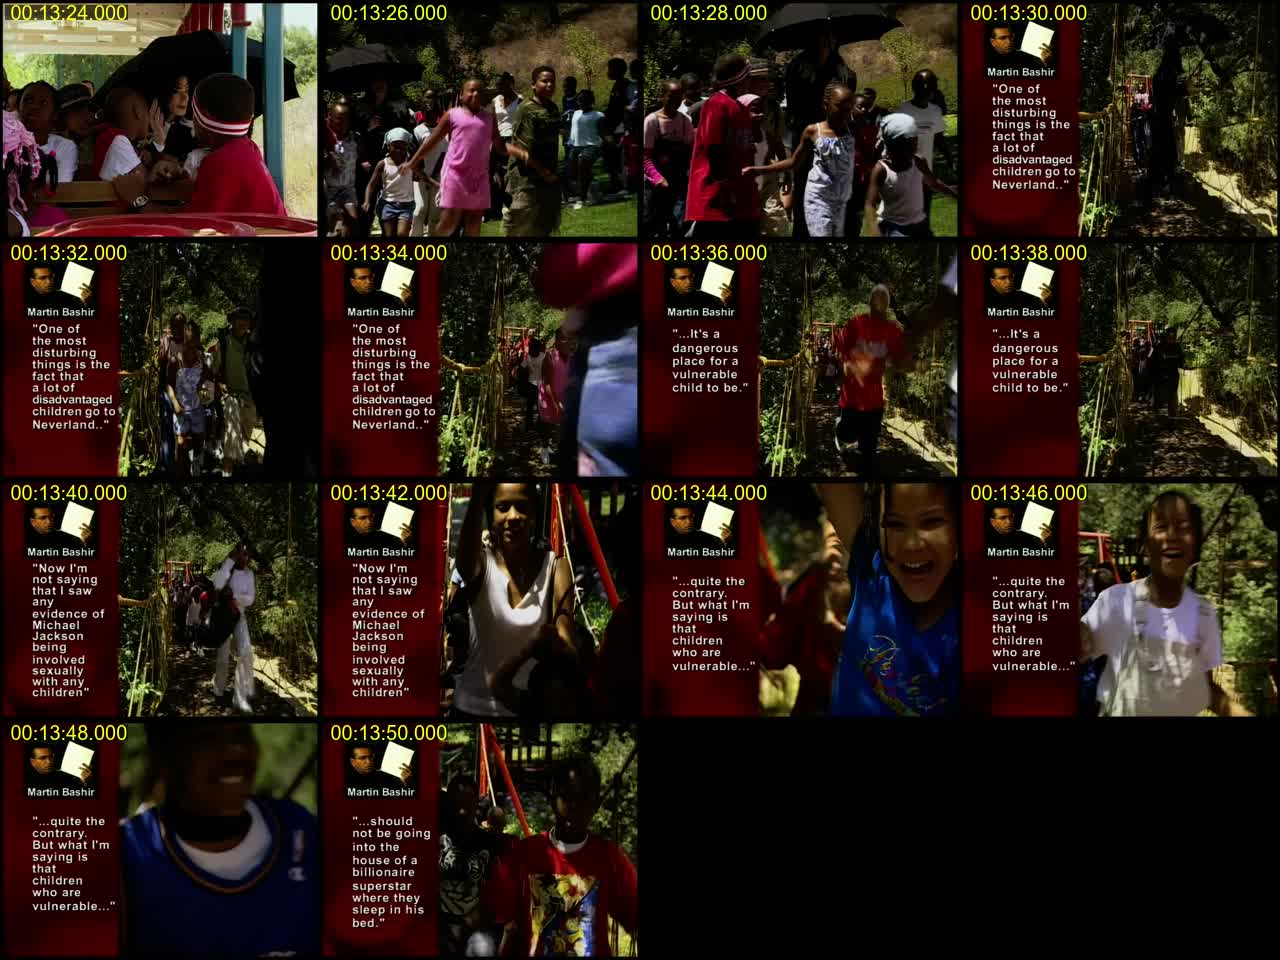 00:13:24.000
00:13:26.000
00:13:28.000
00:13:30.000
Martin Bashir
"One of
the most
disturbing
things is the
fact that
a lot of
disadvantaged
children go to
Neverland.."
00:13:32.000
Martin Bashir
"One of
the most
disturbing
things is the
fact that
a lot of
disadvantaged
children go to
Neverland.."
00:13:34.000
Martin Bashir
"One of
the most
disturbing
things is the
fact that
a lot of
disadvantaged
children go to
Neverland.."
00:13:36.000
Martin Bashir
"...It's a
dangerous
place for a
vulnerable
child to be."
00:13:38.000
Martin Bashir
"...It's a
dangerous
place for a
vulnerable
child to be."
00:13:40.000
Martin Bashir
"Now I'm
not saying
that I saw
any
evidence of
Michael
Jackson
being
involved
sexually
with any
children"
00:13:42.000
Martin Bashir
"Now I'm
not saying
that I saw
any
evidence of
Michael
Jackson
being
involved
sexually
with any
children"
00:13:44.000
Martin Bashir
"...quite the
contrary.
But what I'm
saying is
that
children
who are
vulnerable..."
00:13:46.000
Martin Bashir
"...quite the
contrary.
But what I'm
saying is
that
children
who are
vulnerable..."
00:13:48.000
Martin Bashir
"...quite the
contrary.
But what I'm
saying is
that
children
who are
vulnerable..."
00:13:50.000
Martin Bashir
"...should
not be going
into the
house of a
billionaire
superstar
where they
sleep in his
bed."